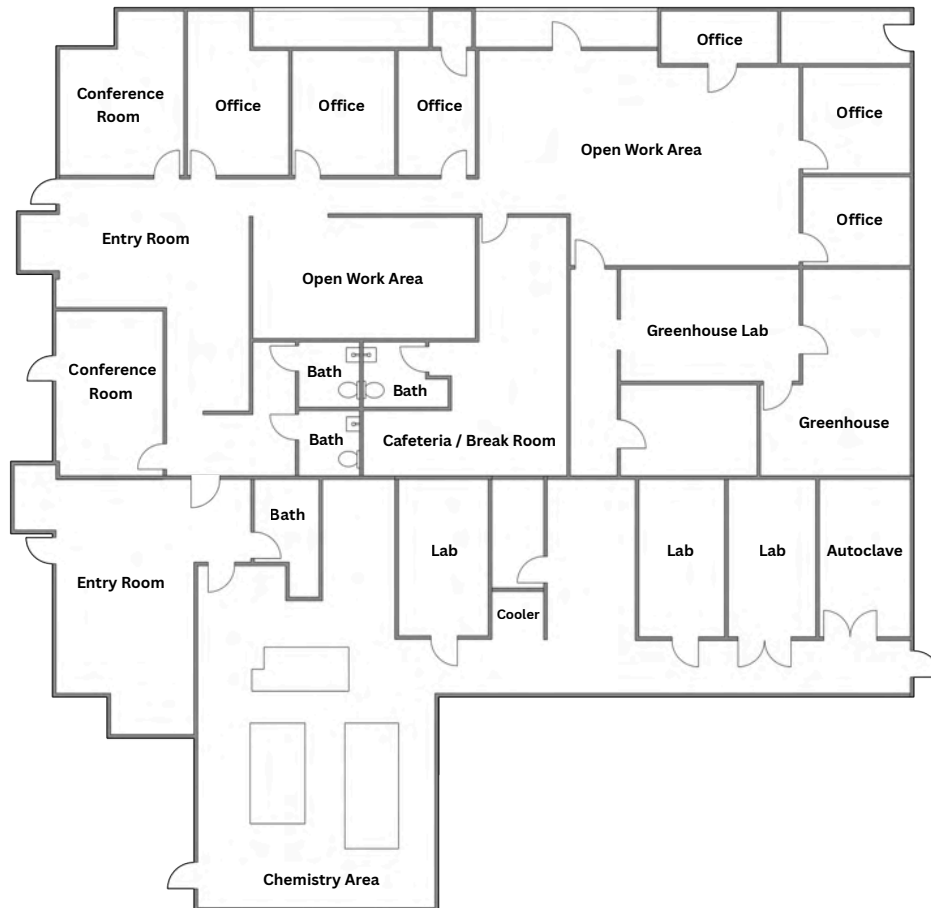 Office
Conference
Room
Office
Office
Office
Office
Open Work Area
Office
Entry Room
Open Work Area
Greenhouse Lab
Conference
Room
Bath
Bath
Bath
Cafeteria / Break Room
Greenhouse
Bath
Lab
Lab
Lab
Autoclave
Entry Room
Cooler
Chemistry Area